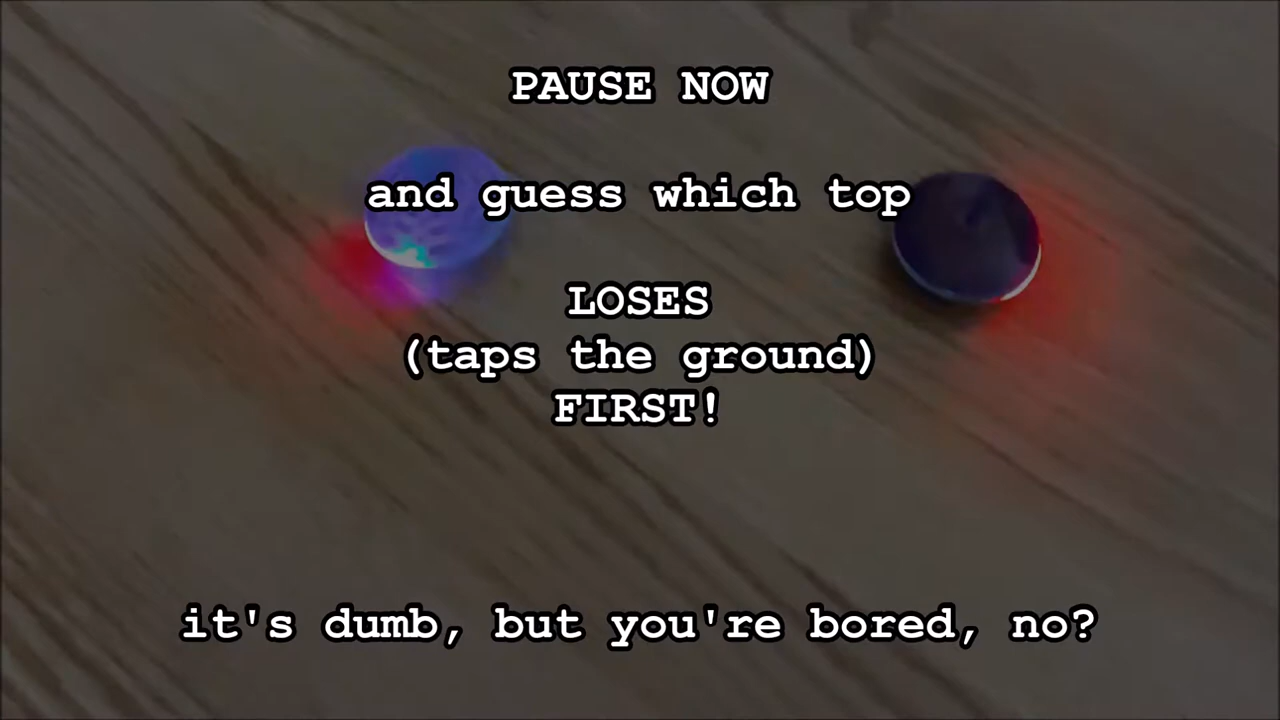 PAUSE NOW
and guess which top
LOSES
(taps the ground)
FIRST!
it's dumb, but you're bored, no?